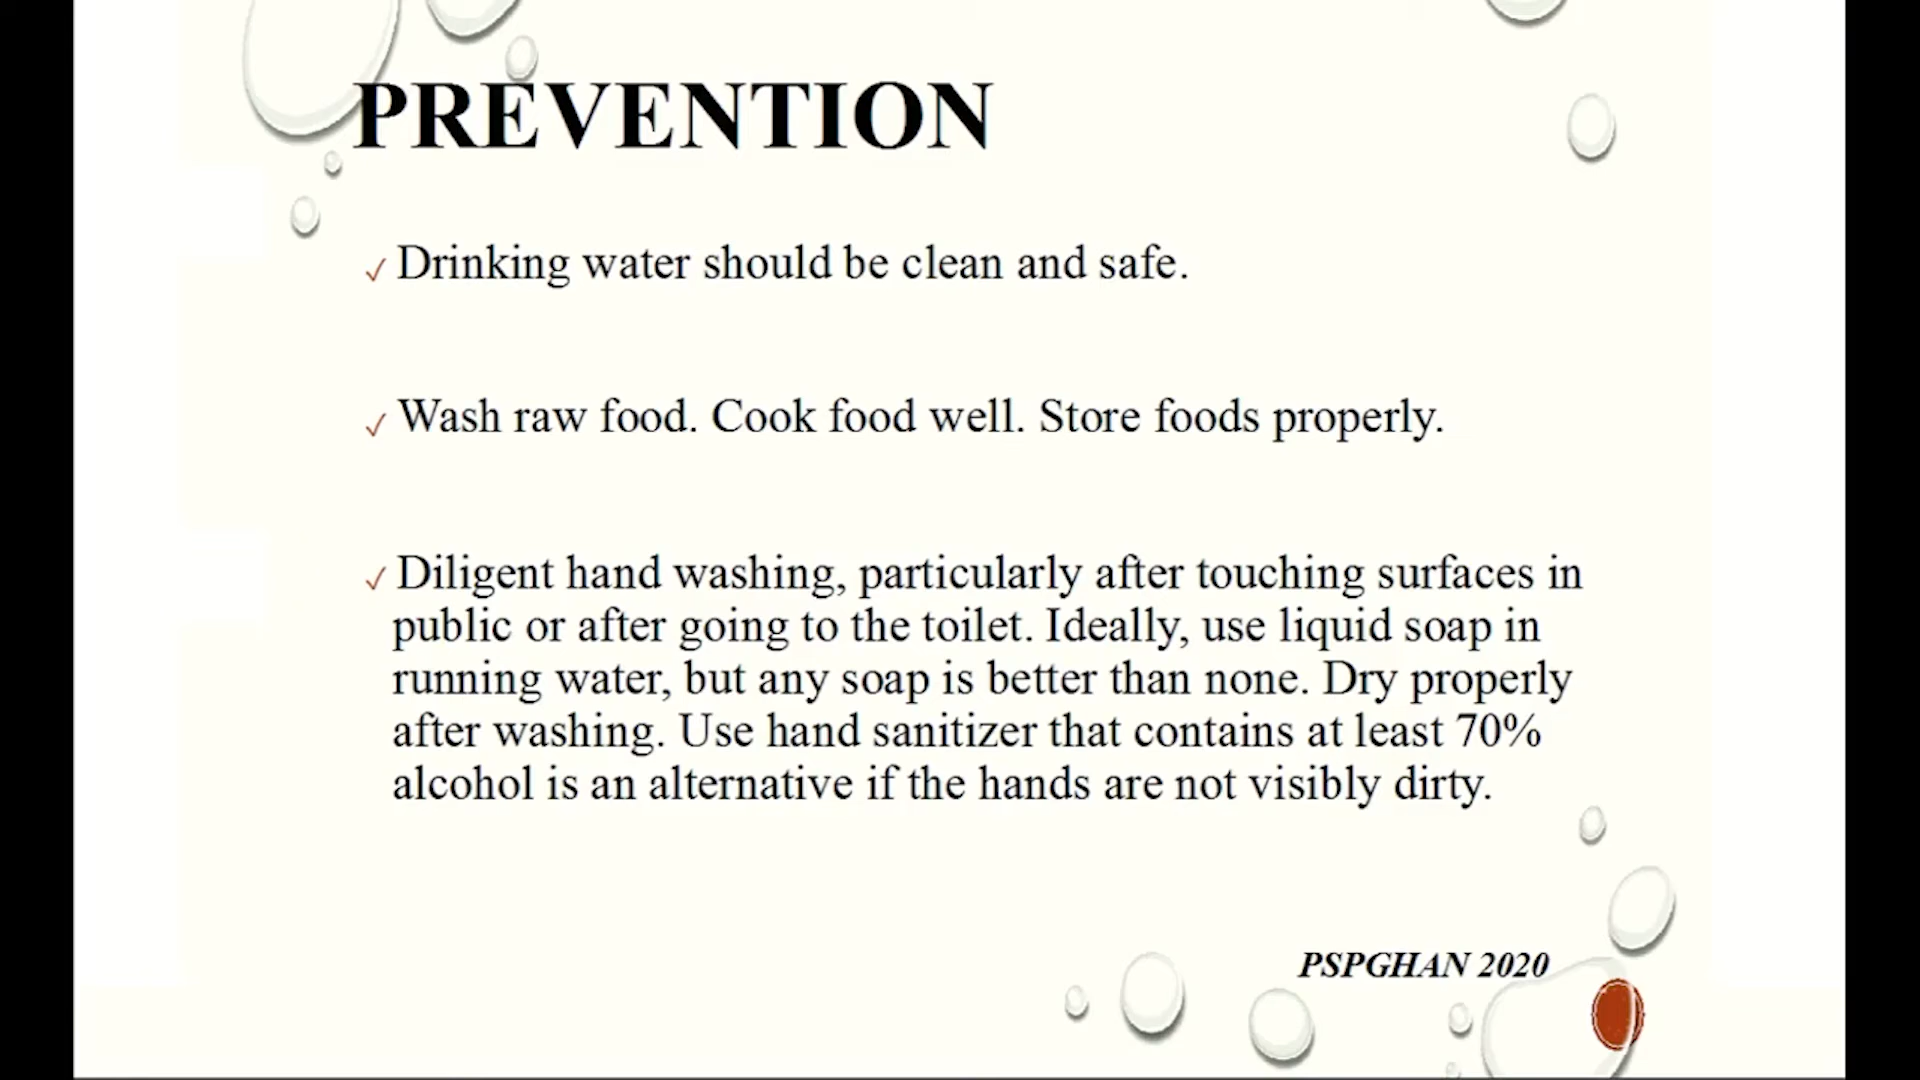 PREVENTION
✓ Drinking water should be clean and safe.
✓ Wash raw food. Cook food well. Store foods properly.
✓ Diligent hand washing, particularly after touching surfaces in
public or after going to the toilet. Ideally, use liquid soap in
running water, but any soap is better than none. Dry properly
after washing. Use hand sanitizer that contains at least 70%
alcohol is an alternative if the hands are not visibly dirty.
PSPGHAN 2020